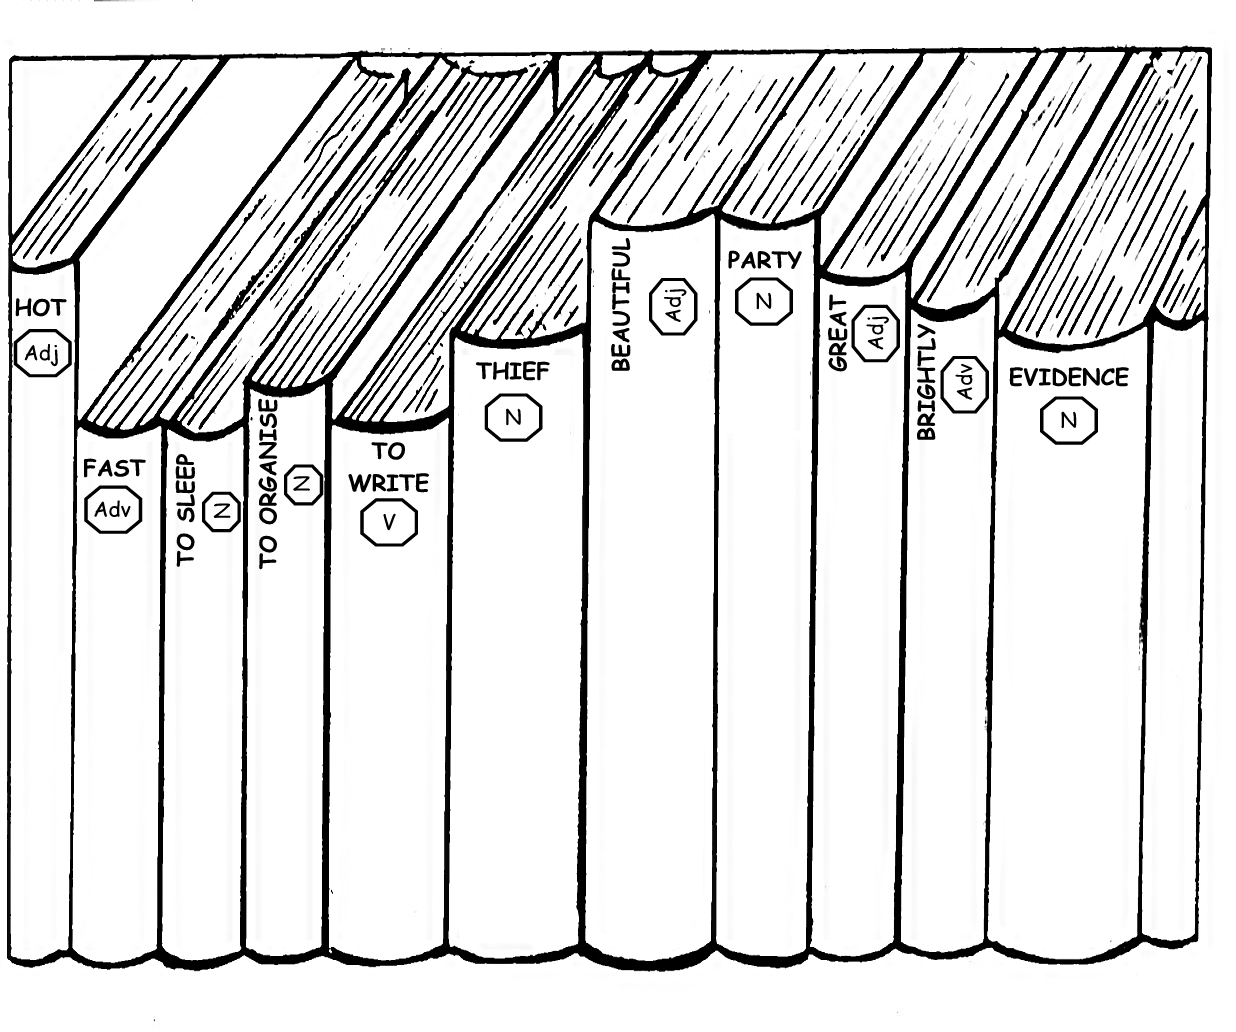 HOT
Adj
FAST
Adv
TO SLEEP
N
TO ORGANISE
N
TO
WRITE
V
THIEF
N
BEAUTIFUL
Adj
PARTY
N
GREAT
Adj
BRIGHTLY
Adv
EVIDENCE
N